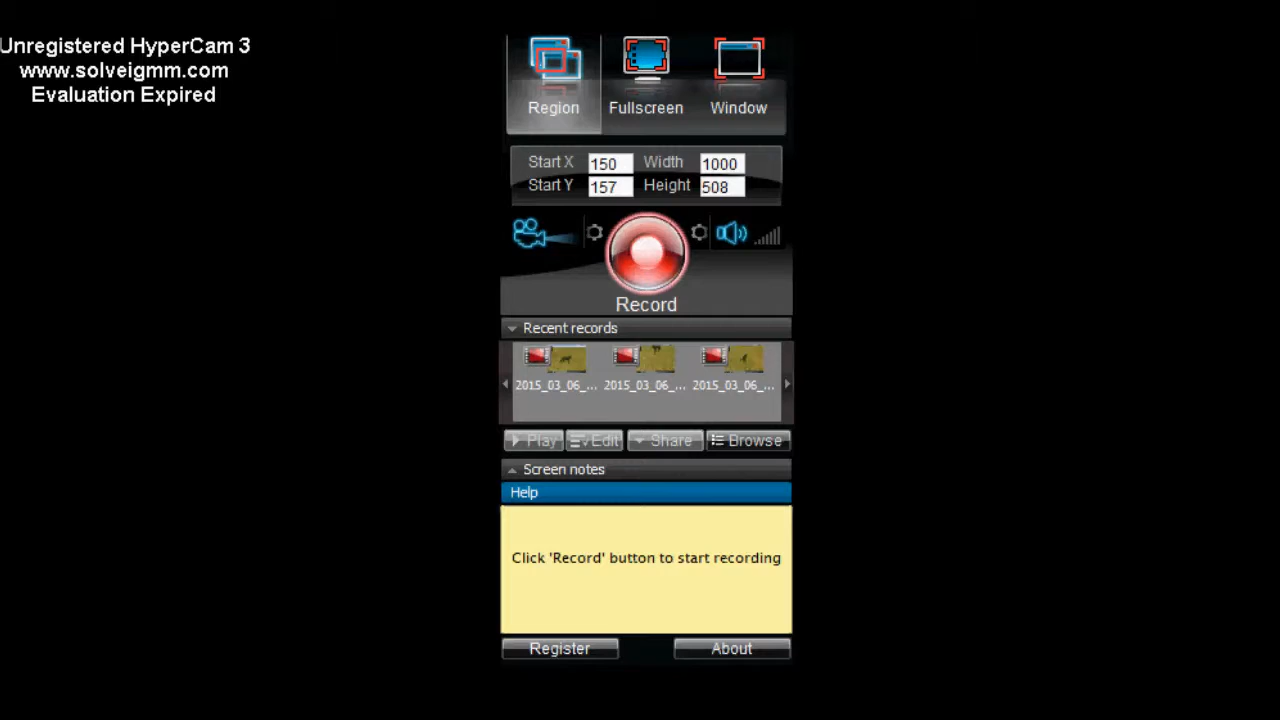 Unregistered HyperCam 3
www.solveigmm.com
Evaluation Expired
Region Fullscreen Window
Start X 150 Width 1000
Start Y 157 Height 508
Record
Recent records
2015_03_06_... 2015_03_06_... 2015_03_06_...
Play Edit Share Browse
Screen notes
Help
Click 'Record' button to start recording
Register About